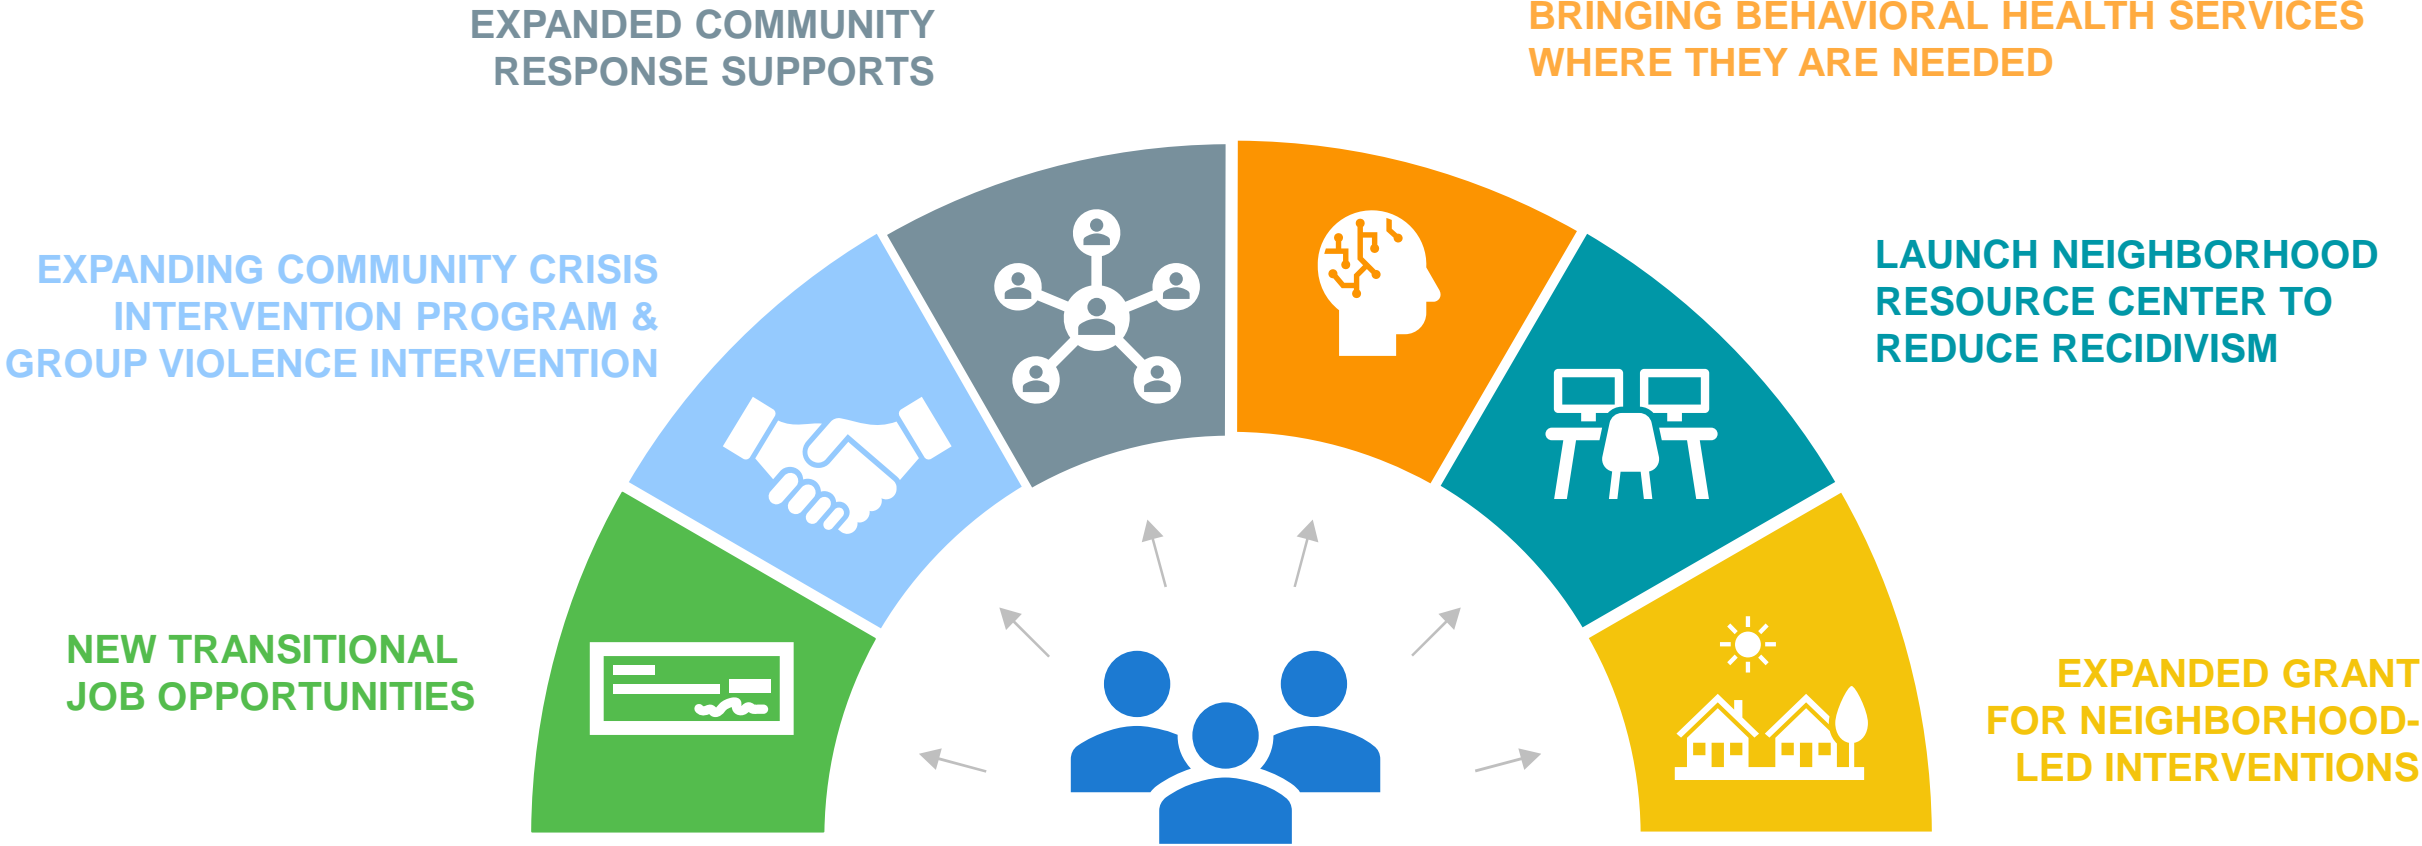 EXPANDED COMMUNITY
RESPONSE SUPPORTS
BRINGING BEHAVIORAL HEALTH SERVICES
WHERE THEY ARE NEEDED
EXPANDING COMMUNITY CRISIS
INTERVENTION PROGRAM &
GROUP VIOLENCE INTERVENTION
LAUNCH NEIGHBORHOOD
RESOURCE CENTER TO
REDUCE RECIDIVISM
NEW TRANSITIONAL
JOB OPPORTUNITIES
EXPANDED GRANT
FOR NEIGHBORHOOD-
LED INTERVENTIONS